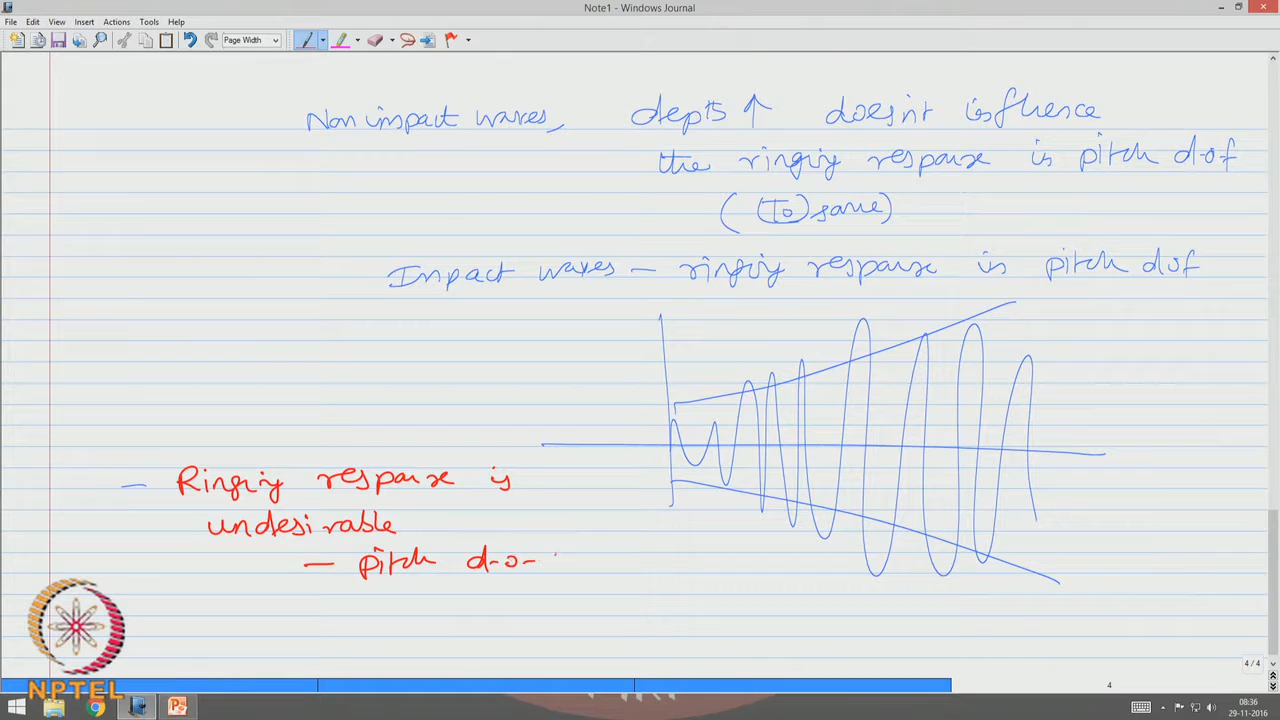 Note1 - Windows Journal
File Edit View Insert Actions Tools Help
Page Width
Non impact waves, depth ↑ doesn't influence
the ringing response is pitch d.of
(To) same)
Impact waves - ringing response in pitch dof
- Ringing response is
undesirable
- pitch d-o-
4/4
NPTEL
4
08:36
29-11-2016